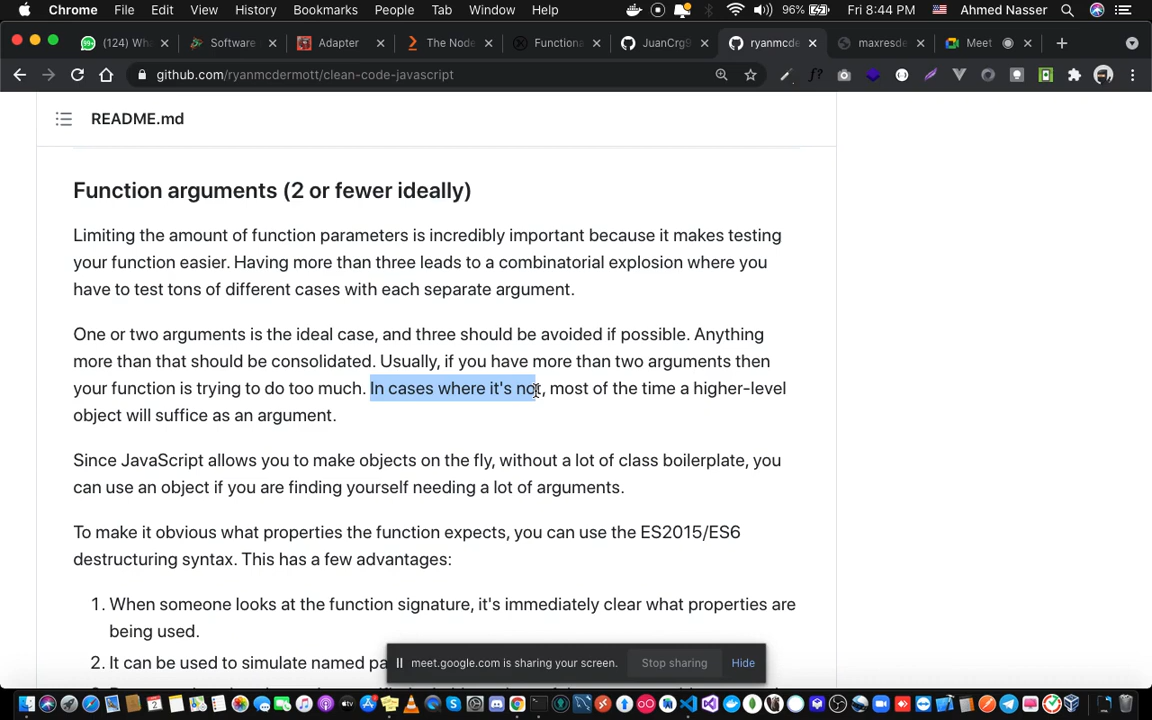 Chrome File Edit View History Bookmarks People Tab Window Help 96% Fri 8:44 PM Ahmed Nasser
(124) Wha Software Adapter The Node Functiona JuanCrg9 ryanmcde maxresde Meet
github.com/ryanmcdermott/clean-code-javascript
README.md
Function arguments (2 or fewer ideally)
Limiting the amount of function parameters is incredibly important because it makes testing
your function easier. Having more than three leads to a combinatorial explosion where you
have to test tons of different cases with each separate argument.
One or two arguments is the ideal case, and three should be avoided if possible. Anything
more than that should be consolidated. Usually, if you have more than two arguments then
your function is trying to do too much. In cases where it's not, most of the time a higher-level
object will suffice as an argument.
Since JavaScript allows you to make objects on the fly, without a lot of class boilerplate, you
can use an object if you are finding yourself needing a lot of arguments.
To make it obvious what properties the function expects, you can use the ES2015/ES6
destructuring syntax. This has a few advantages:
1. When someone looks at the function signature, it's immediately clear what properties are
being used.
2. It can be used to simulate named pa
meet.google.com is sharing your screen. Stop sharing Hide